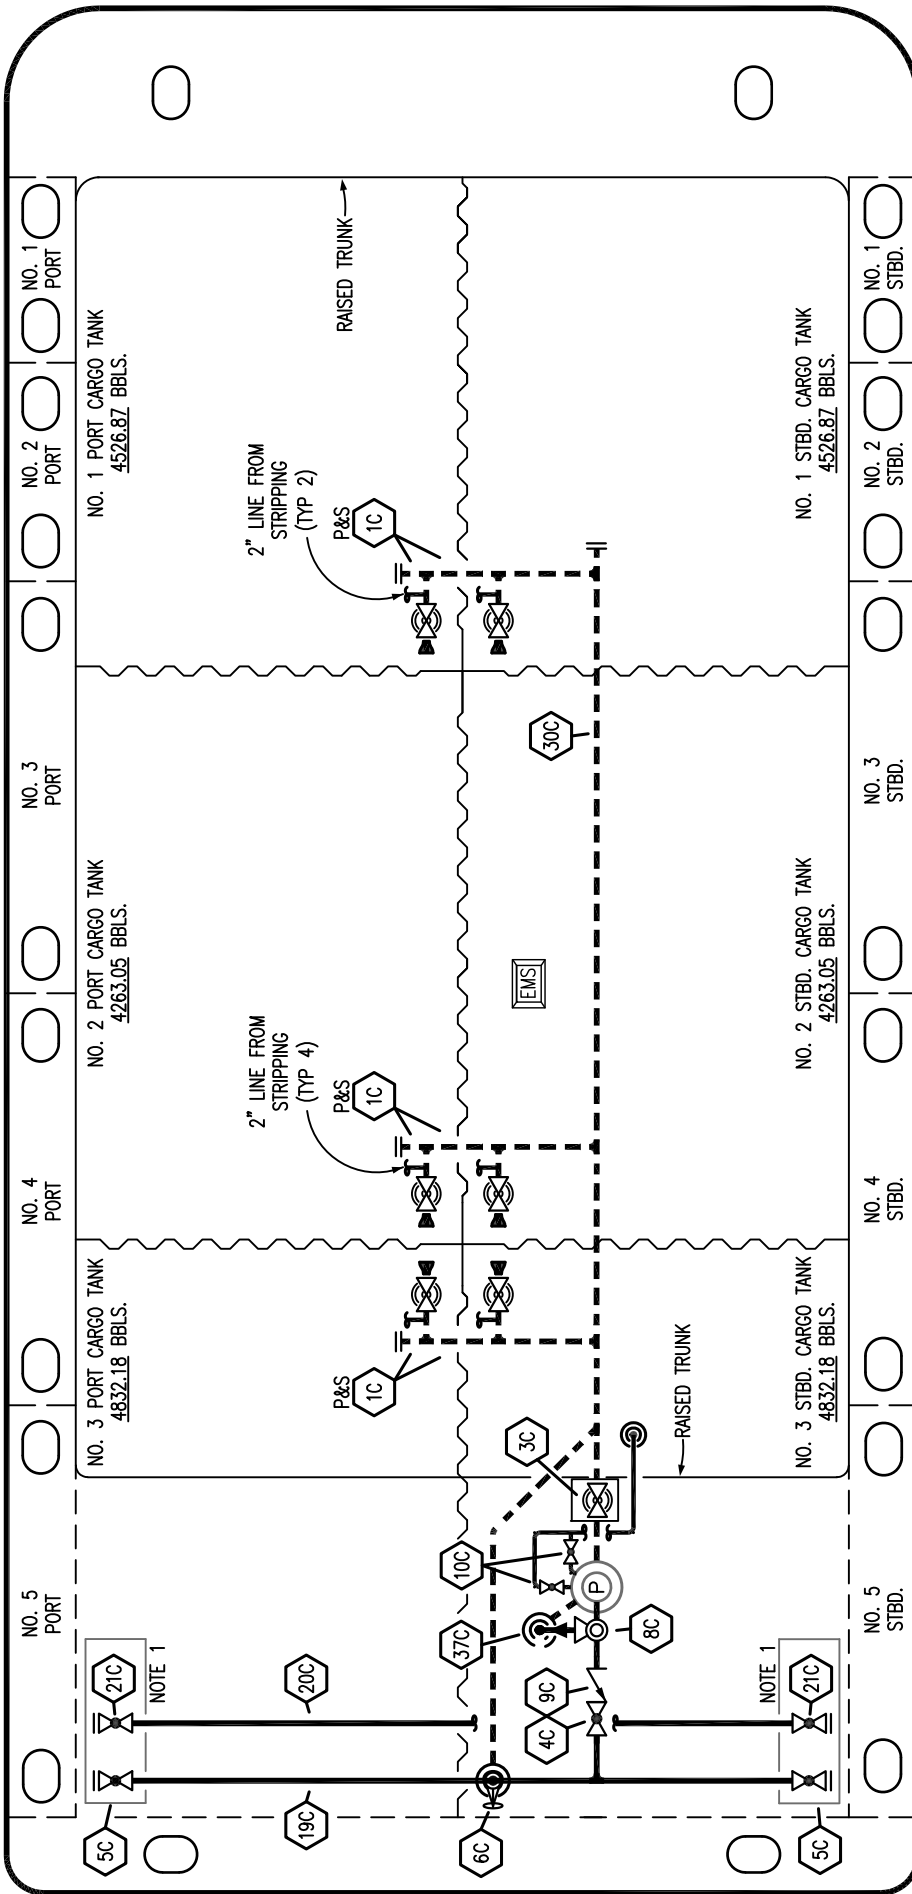 NO. 1
PORT
NO. 2
PORT
NO. 3
PORT
NO. 4
PORT
NO. 5
PORT
NO. 1 PORT CARGO TANK
4526.87 BBLS.
NO. 2 PORT CARGO TANK
4263.05 BBLS.
NO. 3 PORT CARGO TANK
4832.18 BBLS.
RAISED TRUNK
2" LINE FROM
STRIPPING
(TYP 2)
P&S
1C
2" LINE FROM
STRIPPING
(TYP 4)
P&S
1C
P&S
1C
30C
EMS
3C
RAISED TRUNK
10C
P
37C
8C
9C
4C
6C
21C
NOTE 1
20C
19C
5C
NOTE 1
21C
5C
NO. 1 STBD. CARGO TANK
4526.87 BBLS.
NO. 2 STBD. CARGO TANK
4263.05 BBLS.
NO. 3 STBD. CARGO TANK
4832.18 BBLS.
NO. 1
STBD.
NO. 2
STBD.
NO. 3
STBD.
NO. 4
STBD.
NO. 5
STBD.